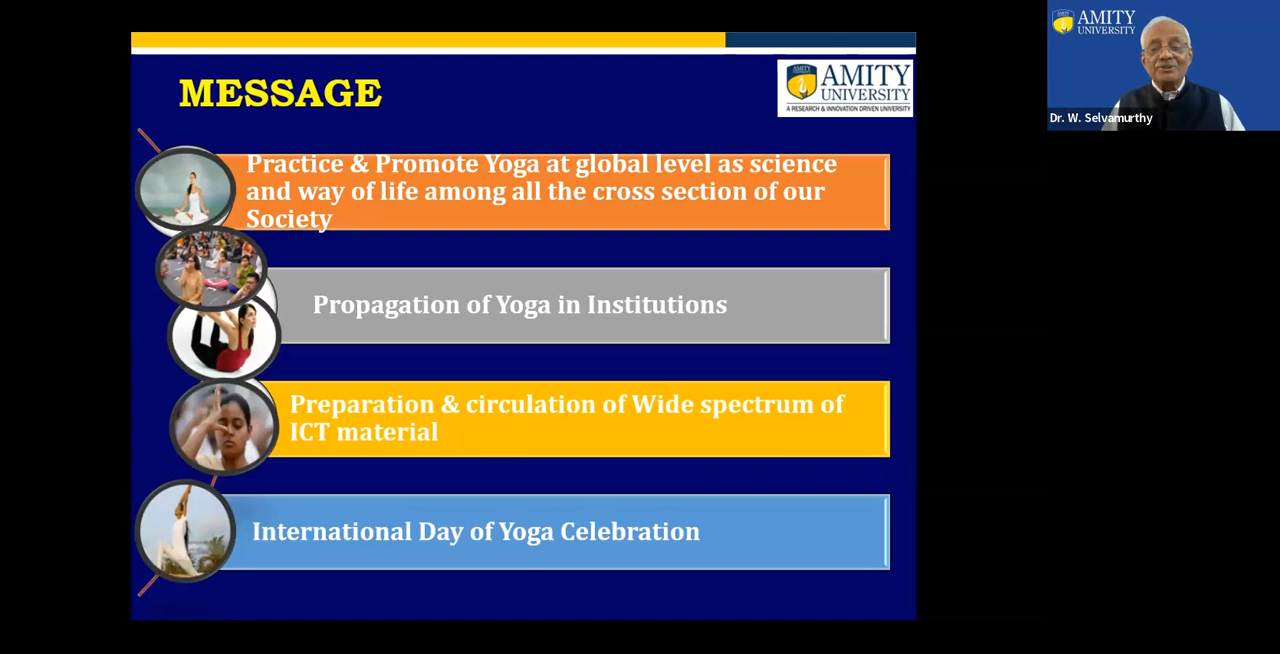 MESSAGE
AMITY
UNIVERSITY
A RESEARCH & INNOVATION DRIVEN UNIVERSITY
Practice & Promote Yoga at global level as science
and way of life among all the cross section of our
Society
Propagation of Yoga in Institutions
Preparation & circulation of Wide spectrum of
ICT material
International Day of Yoga Celebration
AMITY
UNIVERSITY
Dr. W. Selvamurthy